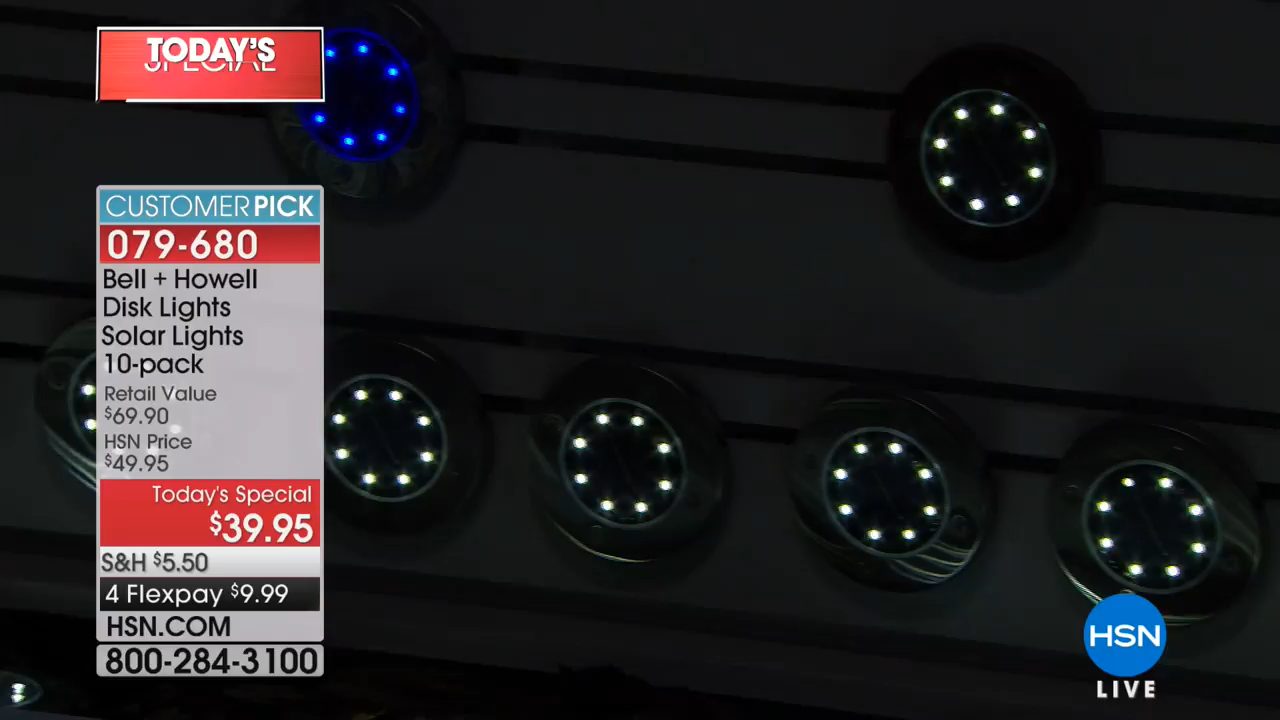 TODAY'S
SPECIAL
CUSTOMER PICK
079-680
Bell + Howell
Disk Lights
Solar Lights
10-pack
Retail Value
$69.90
HSN Price
$49.95
Today's Special
$39.95
S&H $5.50
4 Flexpay $9.99
HSN.COM
800-284-3100
HSN
LIVE